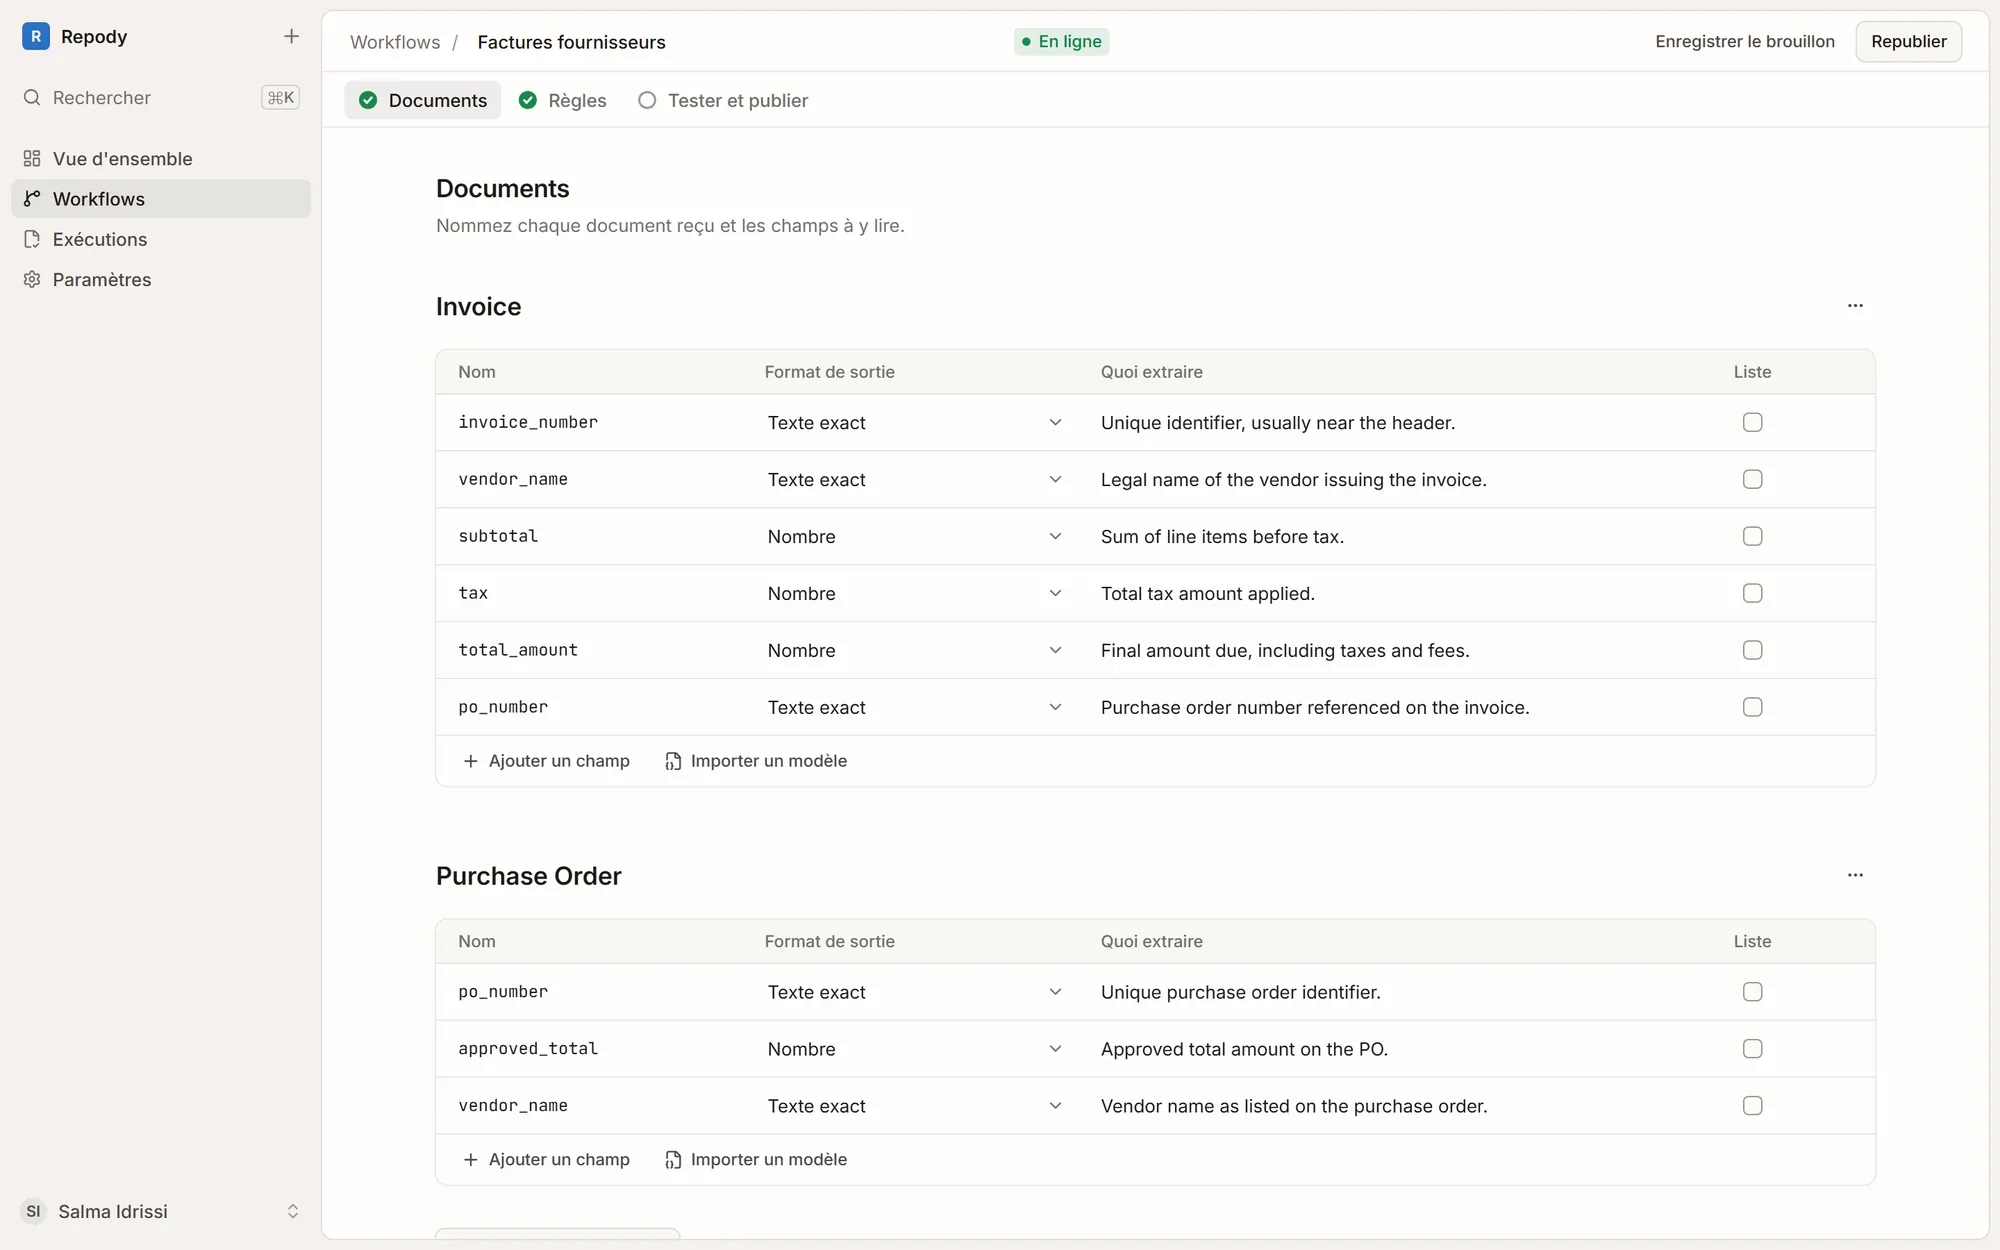 R Repody
Rechercher ⌘K
Vue d'ensemble
Workflows
Exécutions
Paramètres
SI Salma Idrissi
Workflows / Factures fournisseurs
En ligne
Enregistrer le brouillon
Republier
Documents
Règles
Tester et publier
Documents
Nommez chaque document reçu et les champs à y lire.
Invoice
Nom Format de sortie Quoi extraire Liste
invoice_number Texte exact Unique identifier, usually near the header.
vendor_name Texte exact Legal name of the vendor issuing the invoice.
subtotal Nombre Sum of line items before tax.
tax Nombre Total tax amount applied.
total_amount Nombre Final amount due, including taxes and fees.
po_number Texte exact Purchase order number referenced on the invoice.
Ajouter un champ Importer un modèle
Purchase Order
Nom Format de sortie Quoi extraire Liste
po_number Texte exact Unique purchase order identifier.
approved_total Nombre Approved total amount on the PO.
vendor_name Texte exact Vendor name as listed on the purchase order.
Ajouter un champ Importer un modèle